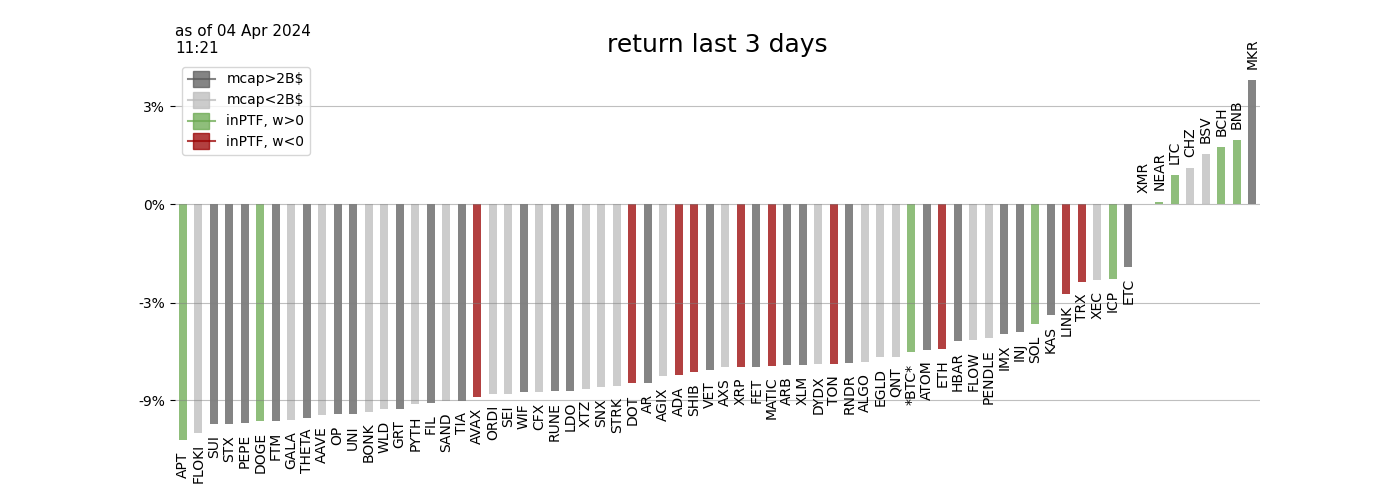 as of 04 Apr 2024
11:21
return last 3 days
mcap>2B$
mcap<2B$
inPTF, w>0
inPTF, w<0
3%
0%
-3%
-9%
APT
FLOKI
SUI
STX
PEPE
DOGE
FTM
GALA
THETA
AAVE
OP
UNI
BONK
WLD
GRT
PYTH
FIL
SAND
TIA
AVAX
ORDI
SEI
WIF
CFX
RUNE
LDO
XTZ
SNX
STRK
DOT
AR
AGIX
ADA
SHIB
VET
AXS
XRP
FET
MATIC
ARB
XLM
DYDX
TON
RNDR
ALGO
EGLD
QNT
*BTC*
ATOM
ETH
HBAR
FLOW
PENDLE
IMX
INJ
SOL
KAS
LINK
TRX
XEC
ICP
ETC
XMR
NEAR
LTC
CHZ
BSV
BCH
BNB
MKR